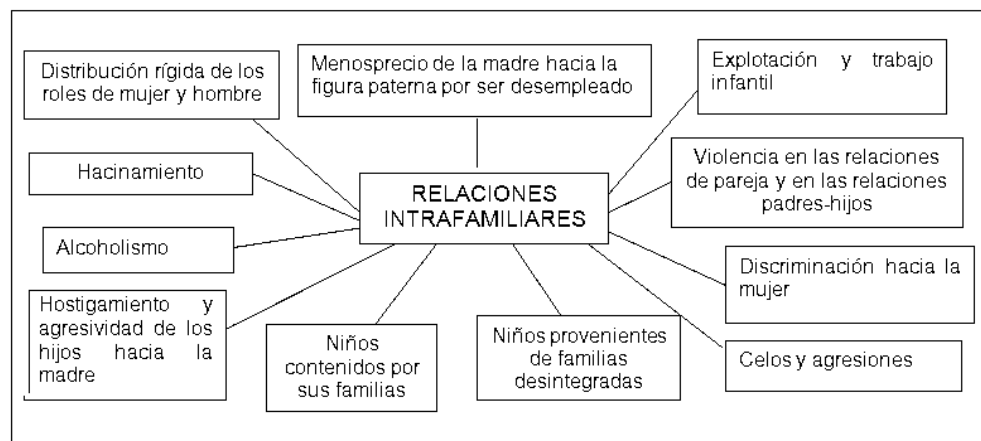 Distribución rígida de los
roles de mujer y hombre
Menosprecio de la madre hacia la
figura paterna por ser desempleado
Explotación y trabajo
infantil
Hacinamiento
RELACIONES
INTRAFAMILIARES
Violencia en las relaciones
de pareja y en las relaciones
padres-hijos
Alcoholismo
Discriminación hacia la
mujer
Hostigamiento y
agresividad de los
hijos hacia la
madre
Niños
contenidos por
sus familias
Niños provenientes
de familias
desintegradas
Celos y agresiones